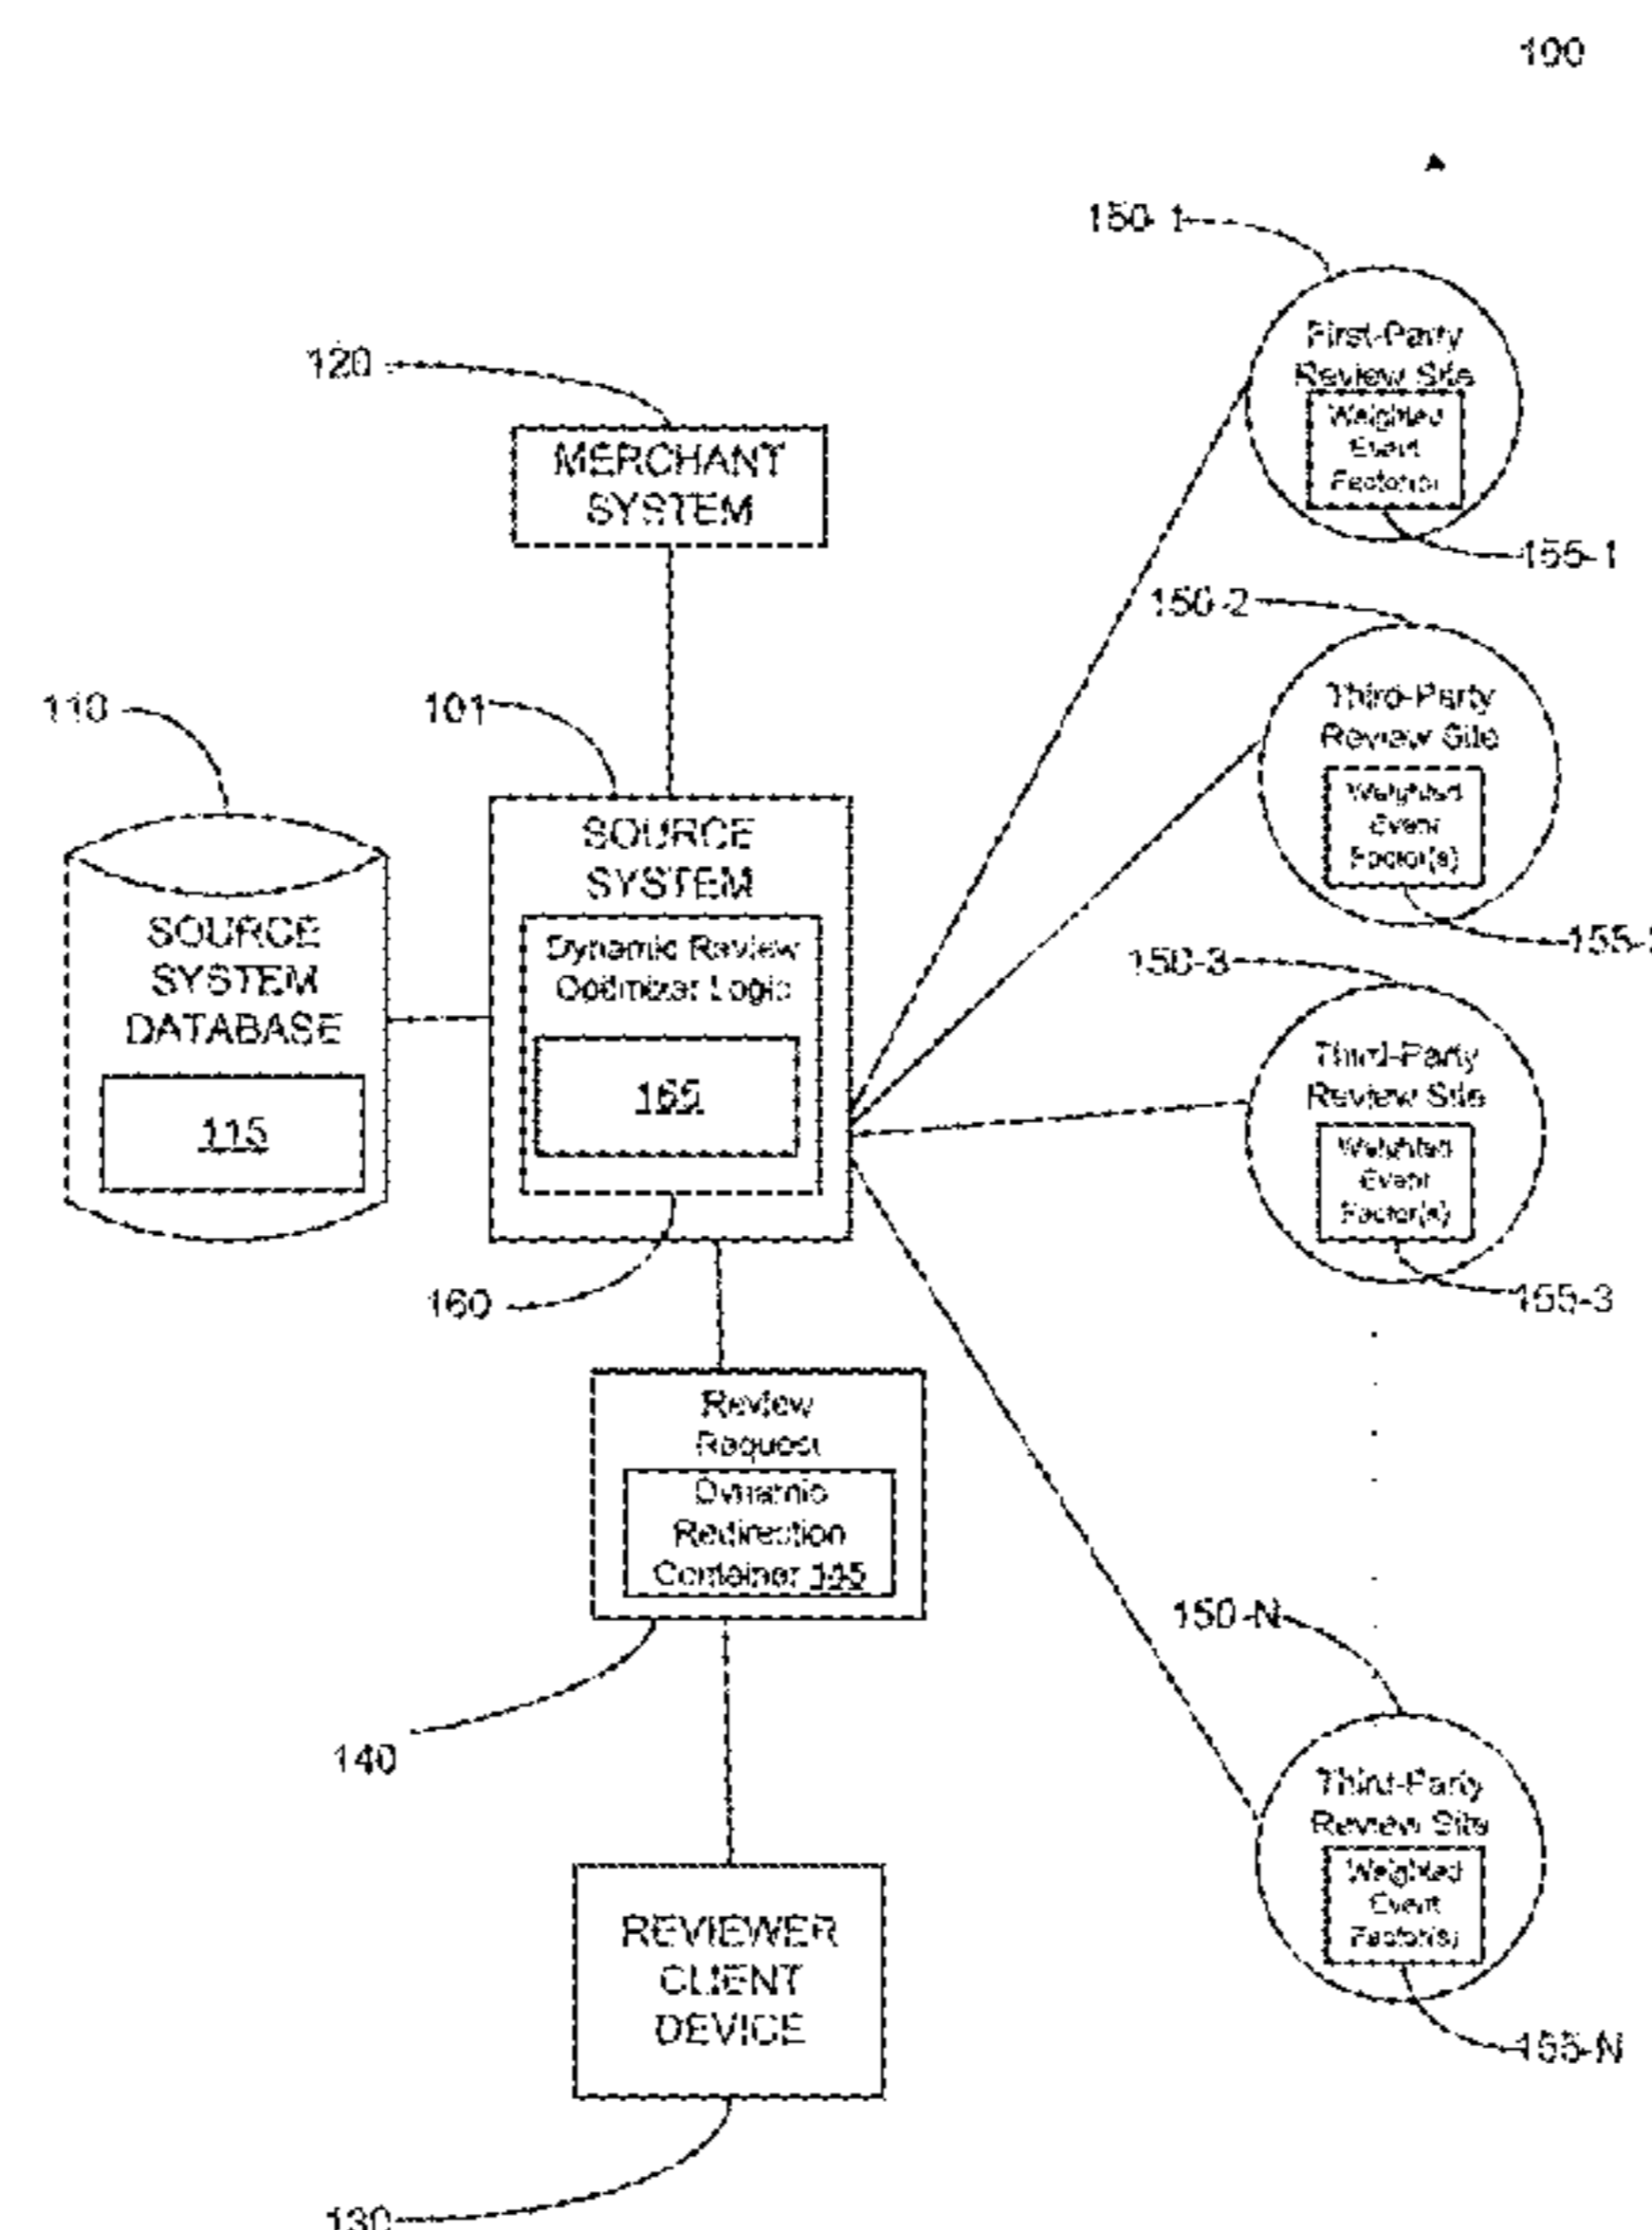 100
150-1
First-Party
Review Site
Weighted
Event
Factor(s)
155-1
120
MERCHANT
SYSTEM
150-2
Third-Party
Review Site
Weighted
Event
Factor(s)
110
101
SOURCE
SYSTEM
Dynamic Review
Optimizer Logic
165
SOURCE
SYSTEM
DATABASE
115
150-3
Third-Party
Review Site
Weighted
Event
Factor(s)
155-3
160
Review
Request
Dynamic
Redirection
Container
140
150-N
Third-Party
Review Site
Weighted
Event
Factor(s)
155-N
REVIEWER
CLIENT
DEVICE
130